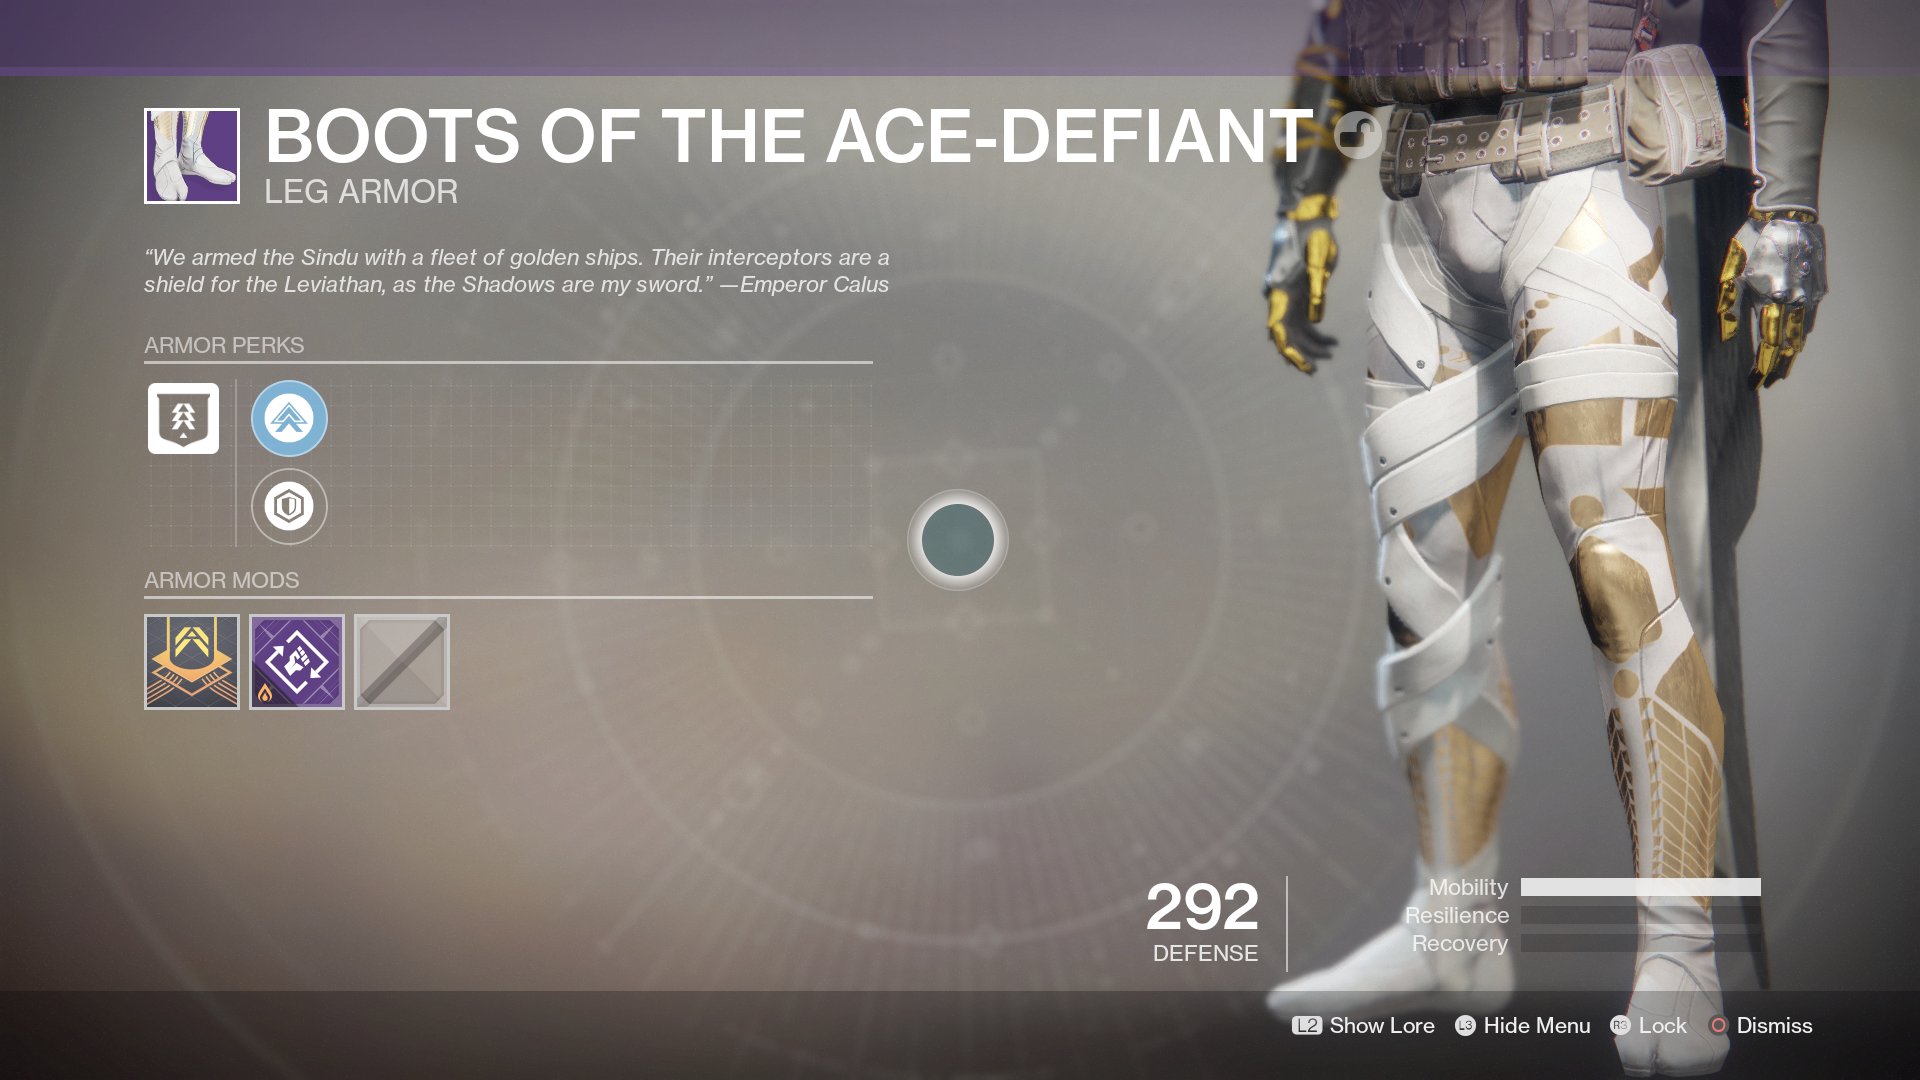 BOOTS OF THE ACE-DEFIANT
LEG ARMOR
“We armed the Sindu with a fleet of golden ships. Their interceptors are a
shield for the Leviathan, as the Shadows are my sword.” —Emperor Calus
ARMOR PERKS
ARMOR MODS
292
DEFENSE
Mobility
Resilience
Recovery
L2 Show Lore L3 Hide Menu R3 Lock Dismiss